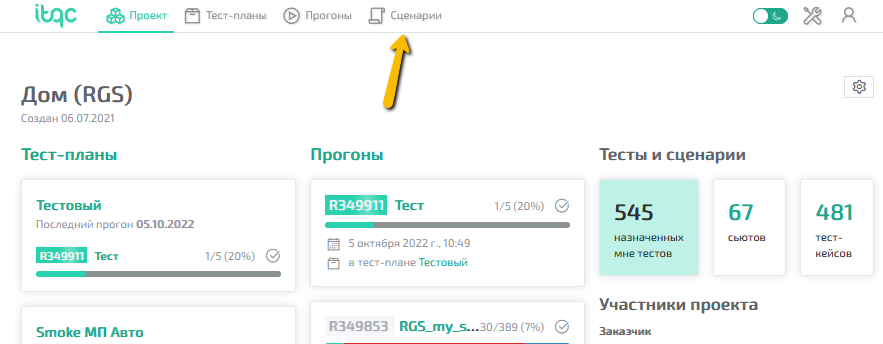 itqc Проект Тест-планы Прогоны Сценарии
Дом (RGS)
Создан 06.07.2021
Тест-планы
Тестовый
Последний прогон 05.10.2022
R349911 Тест 1/5 (20%)
Smoke МП Авто
Прогоны
R349911 Тест 1/5 (20%)
5 октября 2022 г., 10:49
в тест-плане Тестовый
R349853 RGS_my_s... 30/389 (7%)
Тесты и сценарии
545
назначенных
мне тестов
67
сьютов
481
тест-
кейсов
Участники проекта
Заказчик